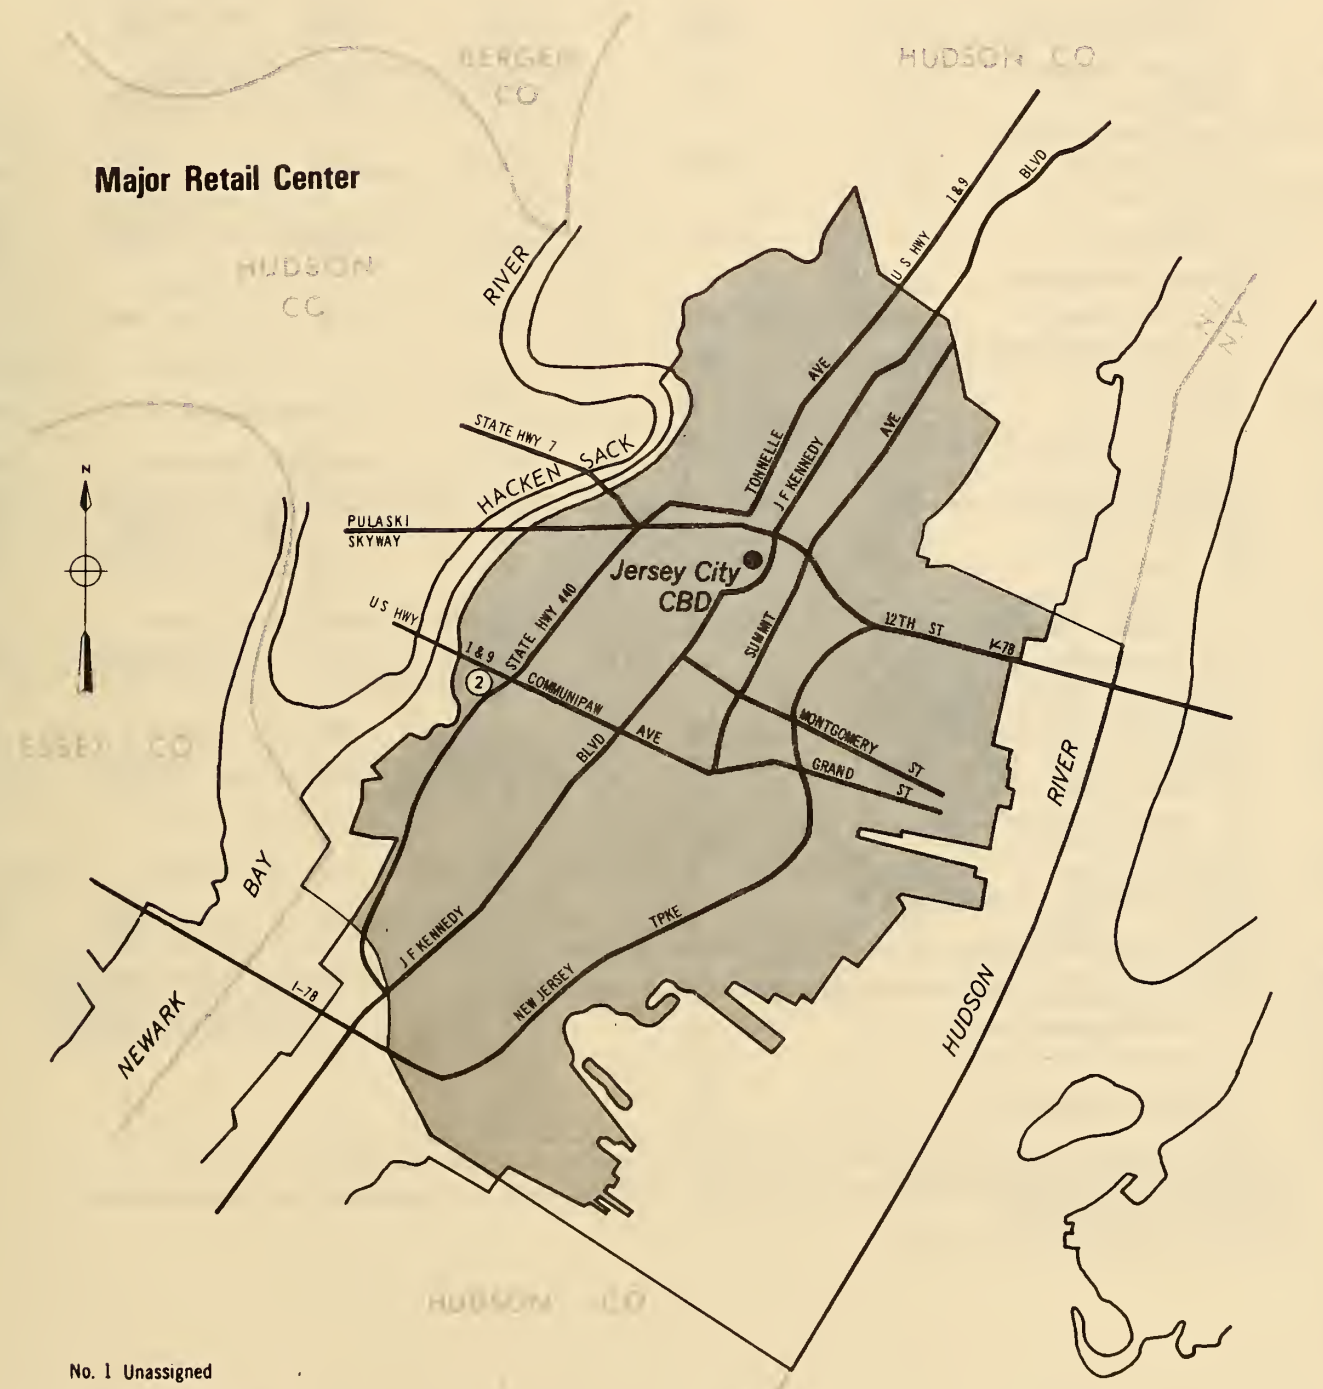 BERGEN
CO
HUDSON CO
Major Retail Center
HUDSON
CO
RIVER
U S HWY 1 & 9
BLVD
N.J.
N.Y.
TONNELLE AVE
J F KENNEDY
AVE
STATE HWY 7
HACKEN SACK
N
PULASKI
SKYWAY
Jersey City
CBD
U S HWY 1 & 9
STATE HWY 440
SUMMIT
12TH ST I-78
2
COMMUNIPAW AVE
MONTGOMERY ST
GRAND ST
BLVD
ESSEX CO
RIVER
BAY
J F KENNEDY
TPKE
I-78
NEW JERSEY
HUDSON
NEWARK
HUDSON CO
No. 1 Unassigned